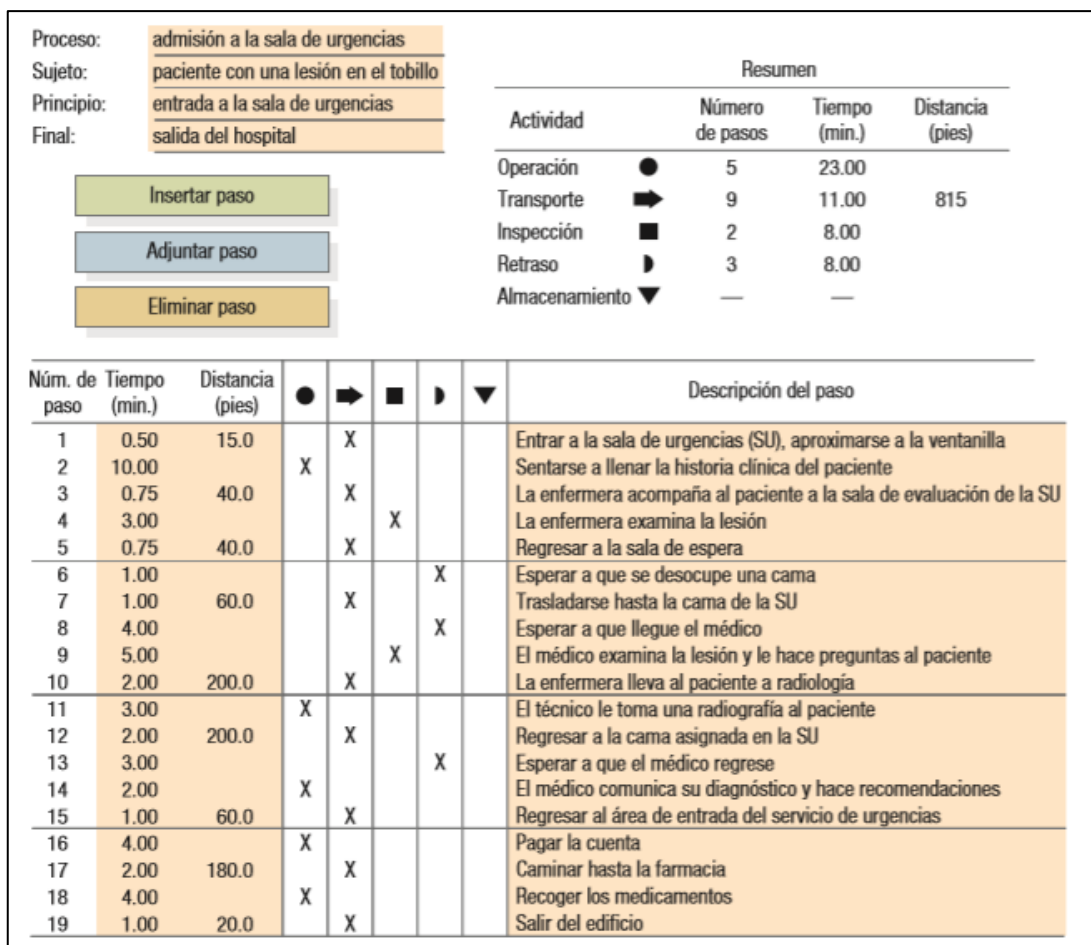 Proceso: admisión a la sala de urgencias
Sujeto: paciente con una lesión en el tobillo
Principio: entrada a la sala de urgencias
Final: salida del hospital
Insertar paso
Adjuntar paso
Eliminar paso
Resumen
Actividad Número de pasos Tiempo (min.) Distancia (pies)
Operación ● 5 23.00
Transporte ➡ 9 11.00 815
Inspección ■ 2 8.00
Retraso ◗ 3 8.00
Almacenamiento ▼ — —
Núm. de paso Tiempo (min.) Distancia (pies) ● ➡ ■ ◗ ▼ Descripción del paso
1 0.50 15.0 X Entrar a la sala de urgencias (SU), aproximarse a la ventanilla
2 10.00 X Sentarse a llenar la historia clínica del paciente
3 0.75 40.0 X La enfermera acompaña al paciente a la sala de evaluación de la SU
4 3.00 X La enfermera examina la lesión
5 0.75 40.0 X Regresar a la sala de espera
6 1.00 X Esperar a que se desocupe una cama
7 1.00 60.0 X Trasladarse hasta la cama de la SU
8 4.00 X Esperar a que llegue el médico
9 5.00 X El médico examina la lesión y le hace preguntas al paciente
10 2.00 200.0 X La enfermera lleva al paciente a radiología
11 3.00 X El técnico le toma una radiografía al paciente
12 2.00 200.0 X Regresar a la cama asignada en la SU
13 3.00 X Esperar a que el médico regrese
14 2.00 X El médico comunica su diagnóstico y hace recomendaciones
15 1.00 60.0 X Regresar al área de entrada del servicio de urgencias
16 4.00 X Pagar la cuenta
17 2.00 180.0 X Caminar hasta la farmacia
18 4.00 X Recoger los medicamentos
19 1.00 20.0 X Salir del edificio